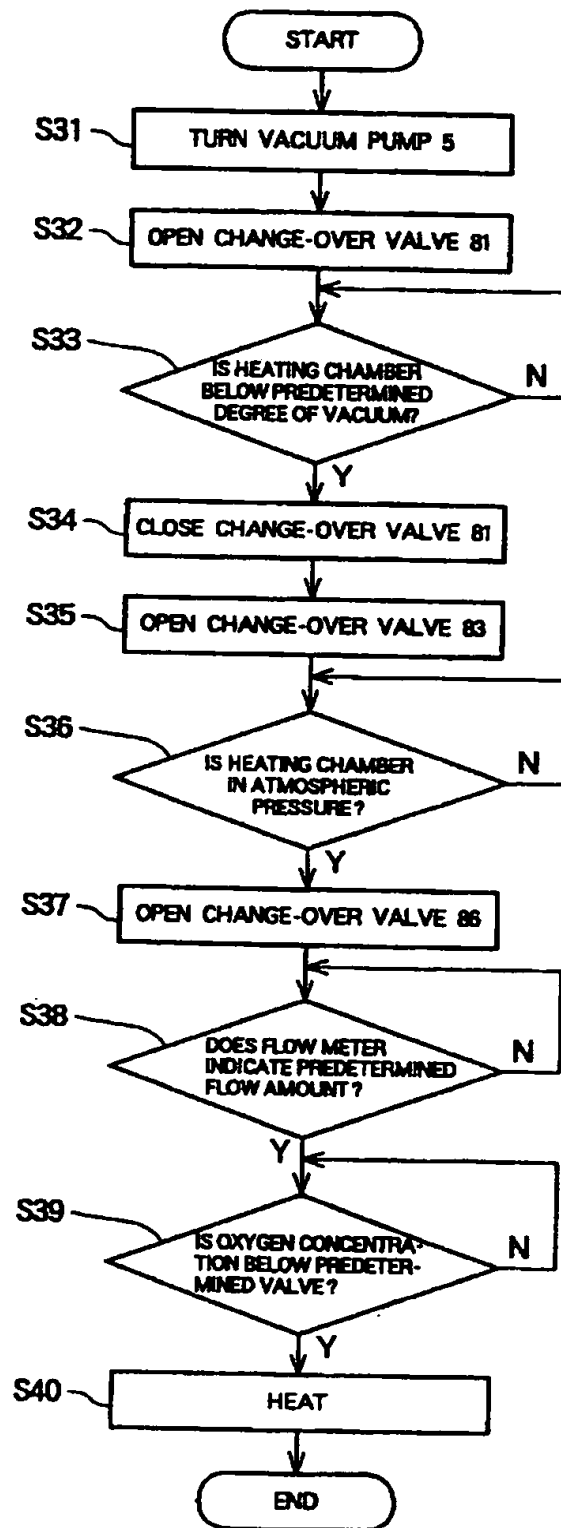 START
S31
TURN VACUUM PUMP 5
S32
OPEN CHANGE-OVER VALVE 81
S33
IS HEATING CHAMBER
BELOW PREDETERMINED
DEGREE OF VACUUM?
N
Y
S34
CLOSE CHANGE-OVER VALVE 81
S35
OPEN CHANGE-OVER VALVE 83
S36
IS HEATING CHAMBER
IN ATMOSPHERIC
PRESSURE?
N
Y
S37
OPEN CHANGE-OVER VALVE 86
S38
DOES FLOW METER
INDICATE PREDETERMINED
FLOW AMOUNT?
N
Y
S39
IS OXYGEN CONCENTRA-
TION BELOW PREDETER-
MINED VALVE?
N
Y
S40
HEAT
END